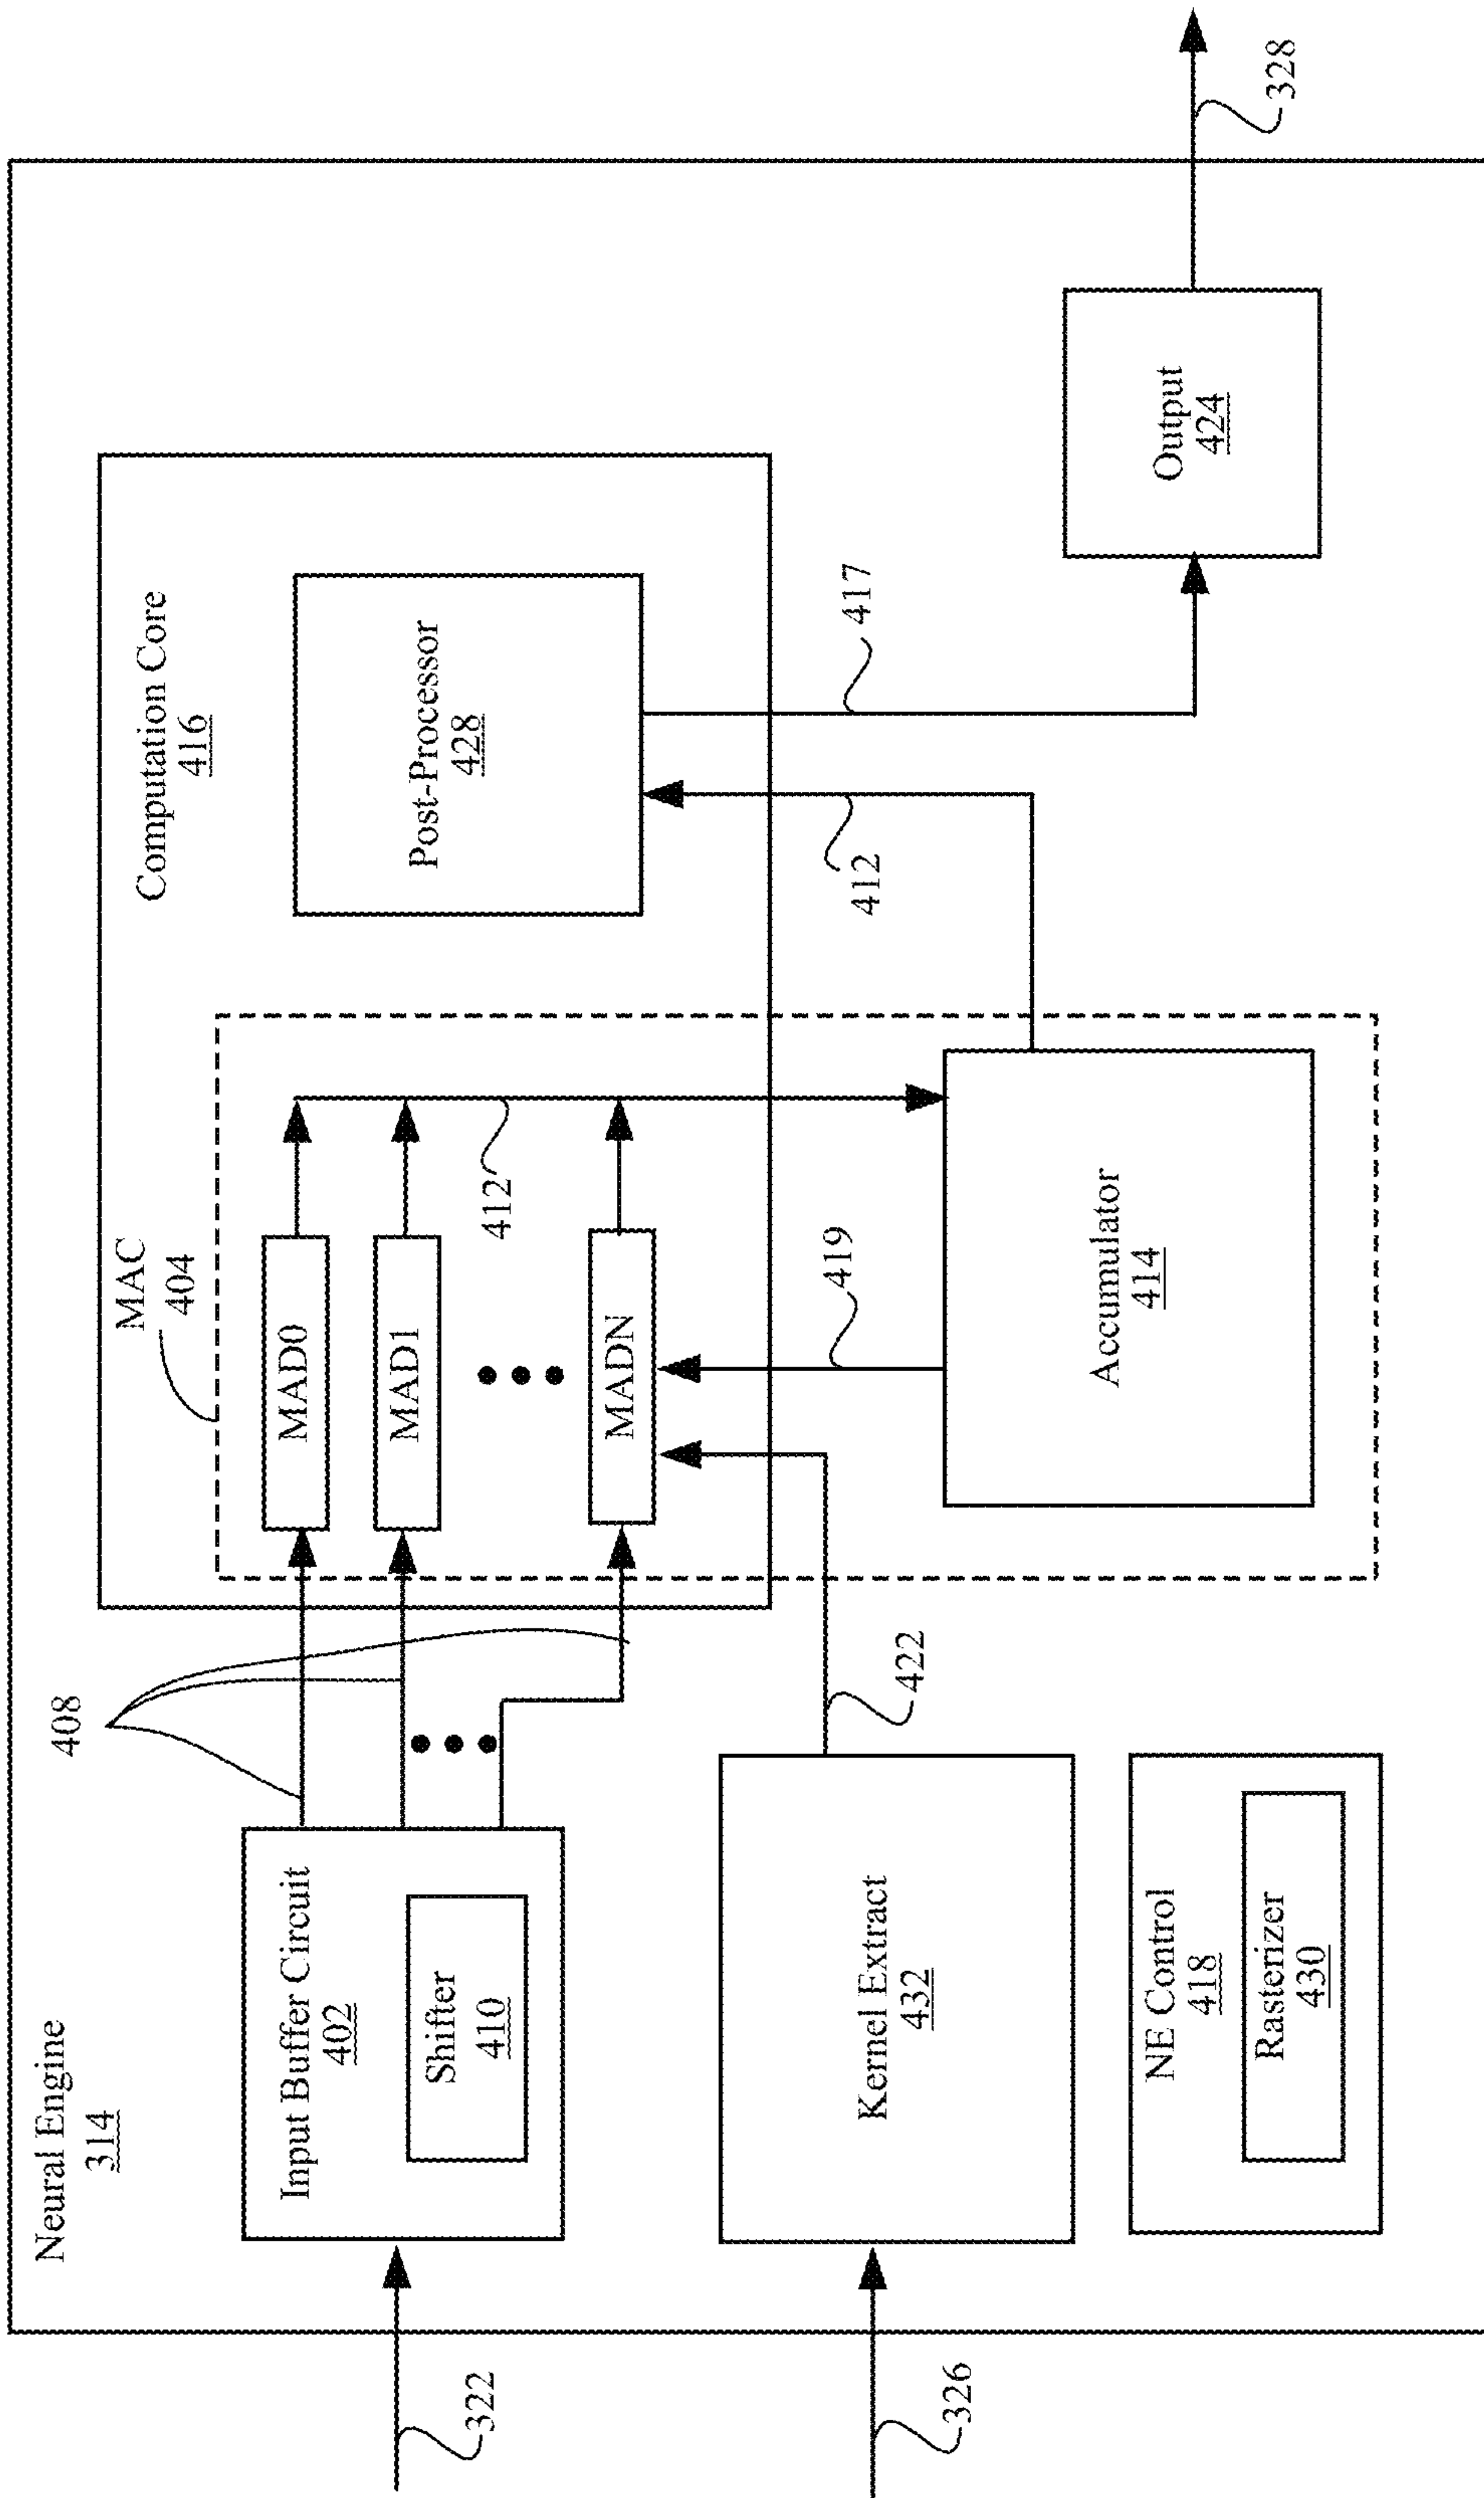 Neural Engine
314
322
326
Input Buffer Circuit
402
Shifter
410
Kernel Extract
432
NE Control
418
Rasterizer
430
408
422
MAC
404
MAD0
MAD1
MADN
412
419
Accumulator
414
Computation Core
416
Post-Processor
428
412
417
Output
424
328